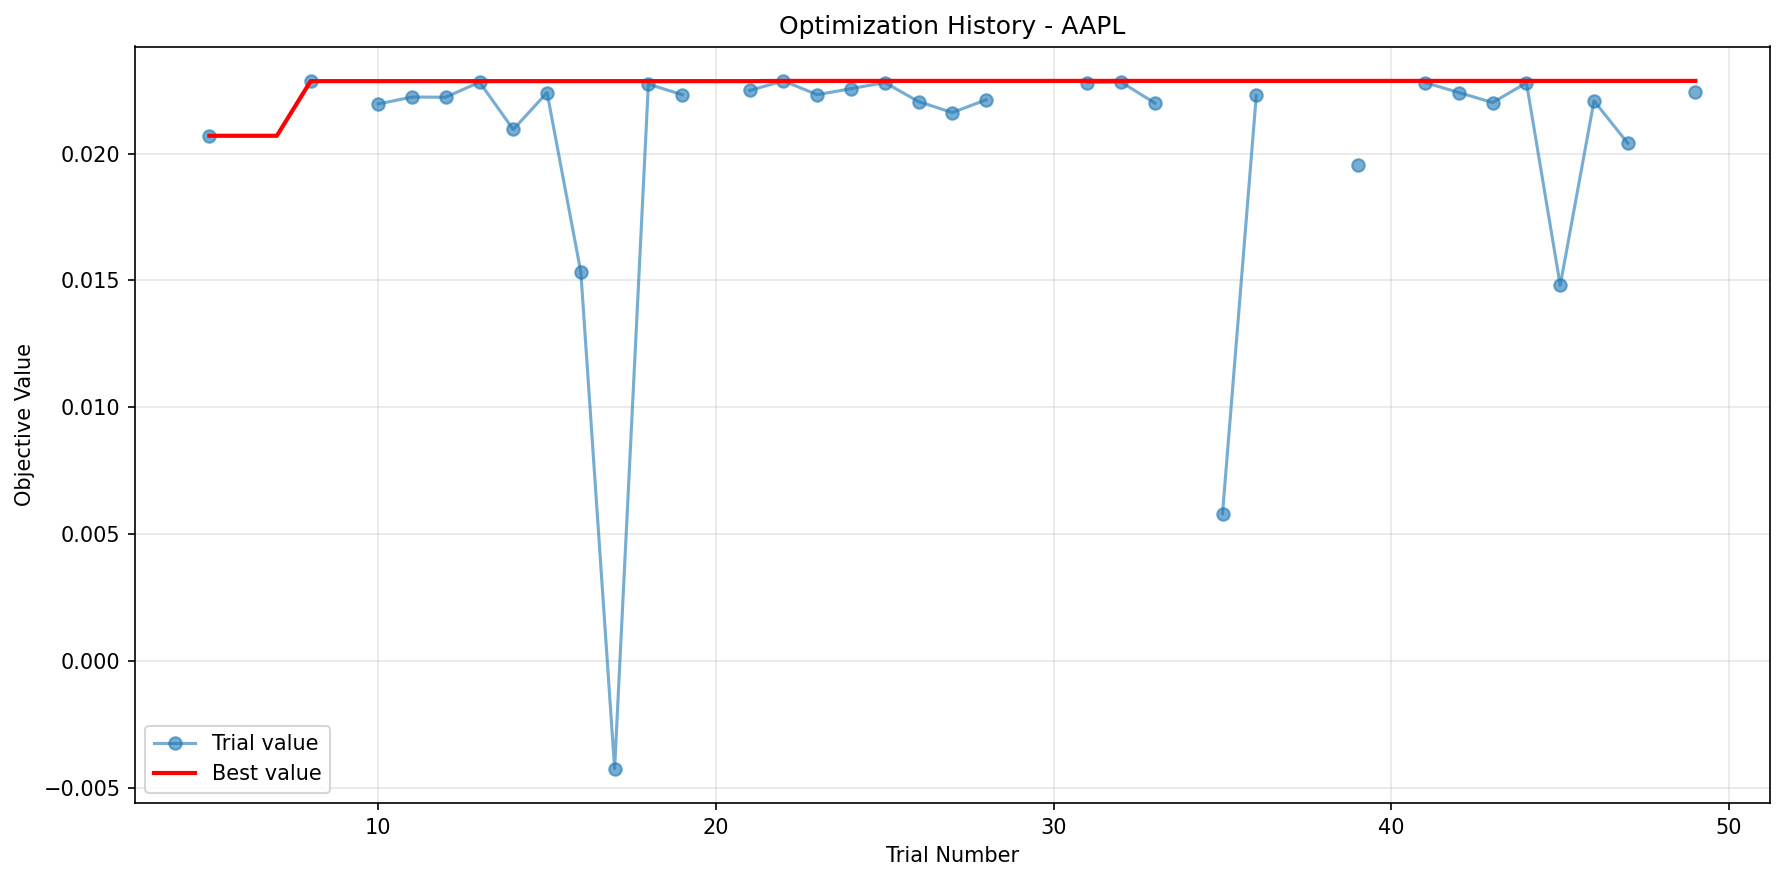 Optimization History - AAPL
Objective Value
0.020
0.015
0.010
0.005
0.000
−0.005
Trial value
Best value
10
20
30
40
50
Trial Number